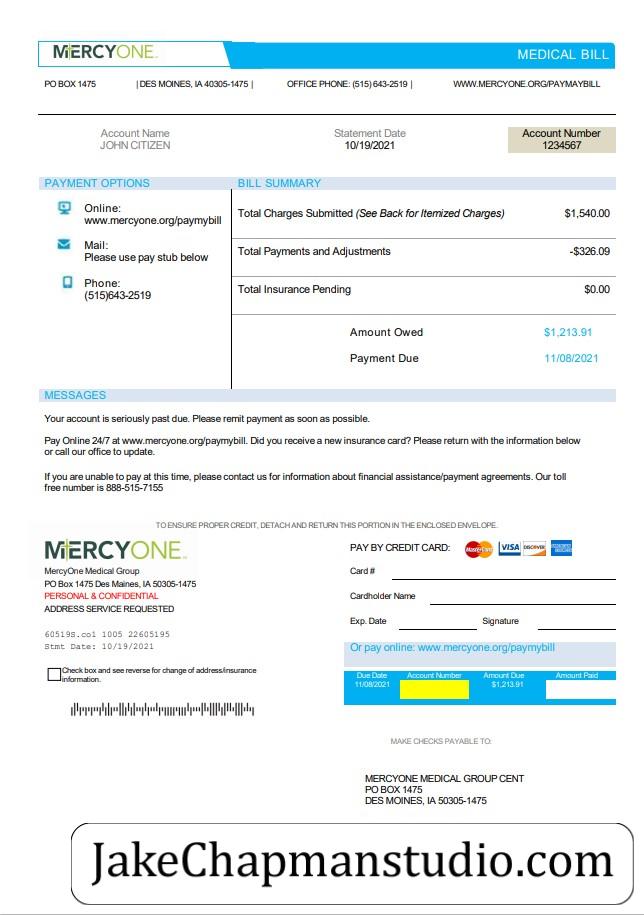 MERCYONE
MEDICAL BILL
PO BOX 1475 | DES MOINES, IA 40305-1475 | OFFICE PHONE: (515) 643-2519 | WWW.MERCYONE.ORG/PAYMAYBILL
Account Name
JOHN CITIZEN
Statement Date
10/19/2021
Account Number
1234567
PAYMENT OPTIONS
Online:
www.mercyone.org/paymybill
Mail:
Please use pay stub below
Phone:
(515)643-2519
BILL SUMMARY
Total Charges Submitted (See Back for Itemized Charges) $1,540.00
Total Payments and Adjustments -$326.09
Total Insurance Pending $0.00
Amount Owed $1,213.91
Payment Due 11/08/2021
MESSAGES
Your account is seriously past due. Please remit payment as soon as possible.
Pay Online 24/7 at www.mercyone.org/paymybill. Did you receive a new insurance card? Please return with the information below
or call our office to update.
If you are unable to pay at this time, please contact us for information about financial assistance/payment agreements. Our toll
free number is 888-515-7155
TO ENSURE PROPER CREDIT, DETACH AND RETURN THIS PORTION IN THE ENCLOSED ENVELOPE.
MERCYONE
MercyOne Medical Group
PO Box 1475 Des Maines, IA 50305-1475
PERSONAL & CONFIDENTIAL
ADDRESS SERVICE REQUESTED
60519S.co1 1005 22605195
Stmt Date: 10/19/2021
Check box and see reverse for change of address/insurance
information.
PAY BY CREDIT CARD: MasterCard VISA DISCOVER
Card #
Cardholder Name
Exp. Date Signature
Or pay online: www.mercyone.org/paymybill
Due Date Account Number Amount Due Amount Paid
11/08/2021 $1,213.91
MAKE CHECKS PAYABLE TO:
MERCYONE MEDICAL GROUP CENT
PO BOX 1475
DES MOINES, IA 50305-1475
JakeChapmanstudio.com